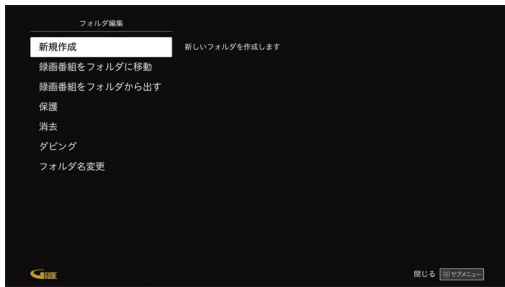 フォルダ編集
新規作成
新しいフォルダを作成します
録画番組をフォルダに移動
録画番組をフォルダから出す
保護
消去
ダビング
フォルダ名変更
G GUIDE
閉じる サブメニュー